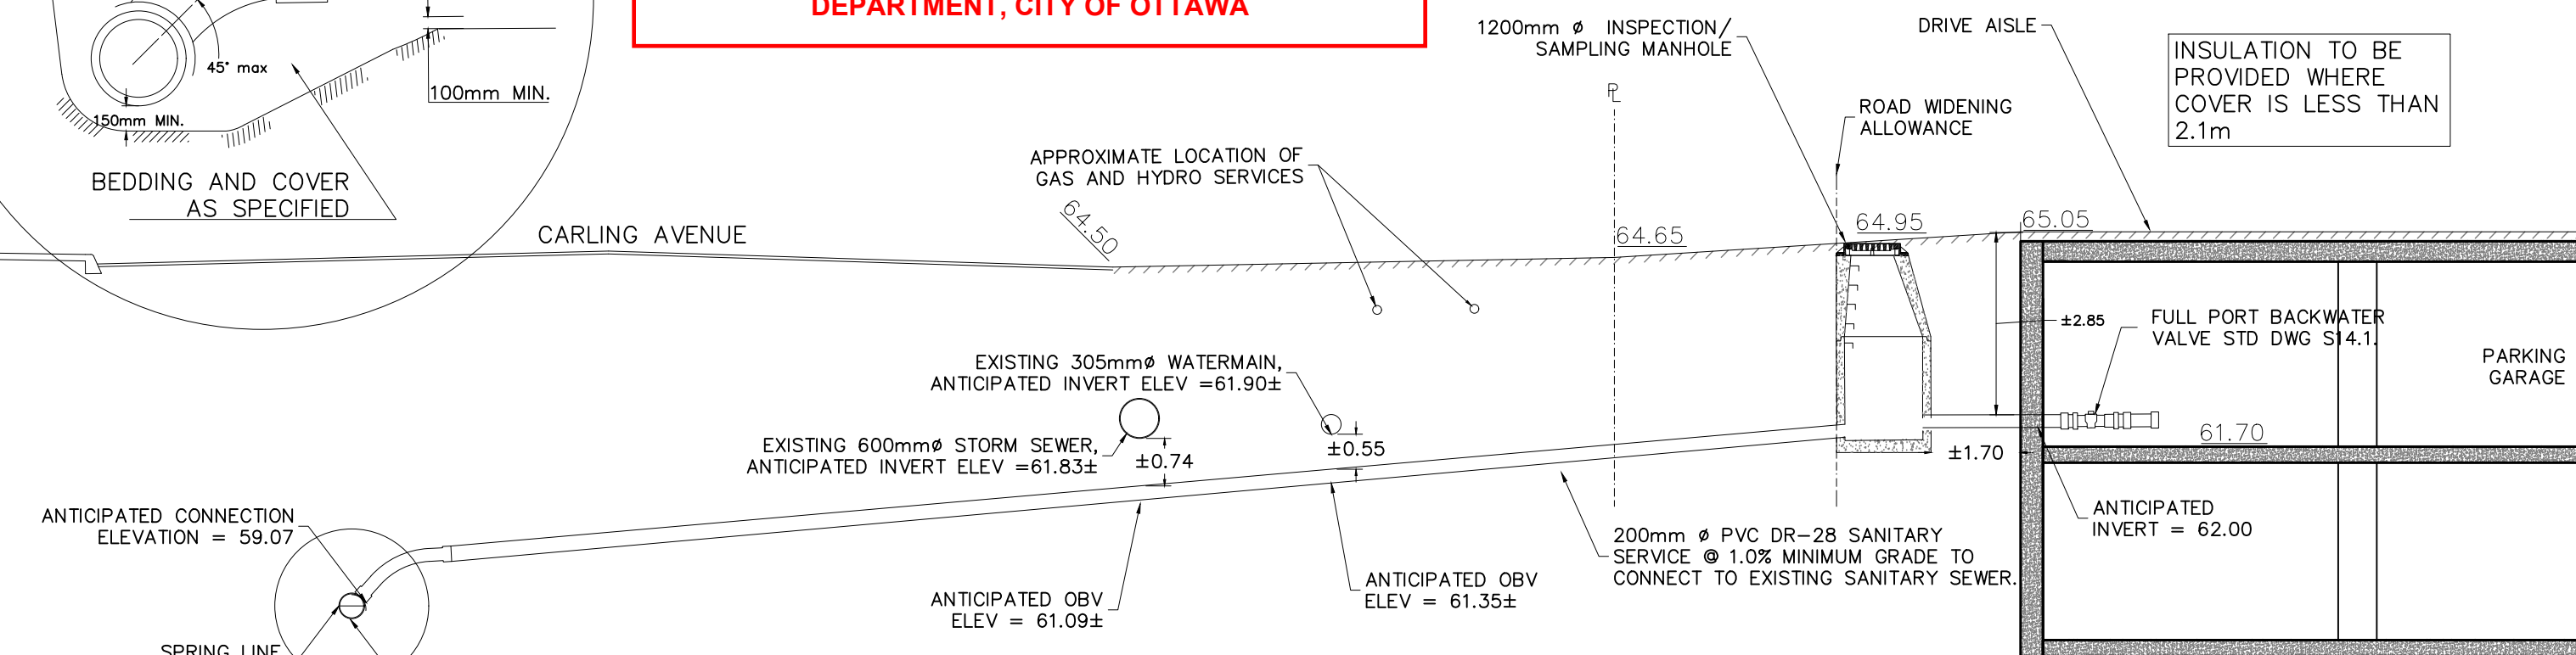 DEPARTMENT, CITY OF OTTAWA
45° max
100mm MIN.
150mm MIN.
BEDDING AND COVER
AS SPECIFIED
CARLING AVENUE
64.50
APPROXIMATE LOCATION OF
GAS AND HYDRO SERVICES
1200mm ø INSPECTION/
SAMPLING MANHOLE
PL
64.65
ROAD WIDENING
ALLOWANCE
64.95
DRIVE AISLE
65.05
INSULATION TO BE
PROVIDED WHERE
COVER IS LESS THAN
2.1m
±2.85
FULL PORT BACKWATER
VALVE STD DWG S14.1.
PARKING
GARAGE
61.70
±1.70
ANTICIPATED
INVERT = 62.00
EXISTING 305mmø WATERMAIN,
ANTICIPATED INVERT ELEV =61.90±
EXISTING 600mmø STORM SEWER,
ANTICIPATED INVERT ELEV =61.83±
±0.74
±0.55
ANTICIPATED CONNECTION
ELEVATION = 59.07
200mm ø PVC DR-28 SANITARY
SERVICE @ 1.0% MINIMUM GRADE TO
CONNECT TO EXISTING SANITARY SEWER.
ANTICIPATED OBV
ELEV = 61.35±
ANTICIPATED OBV
ELEV = 61.09±
SPRING LINE